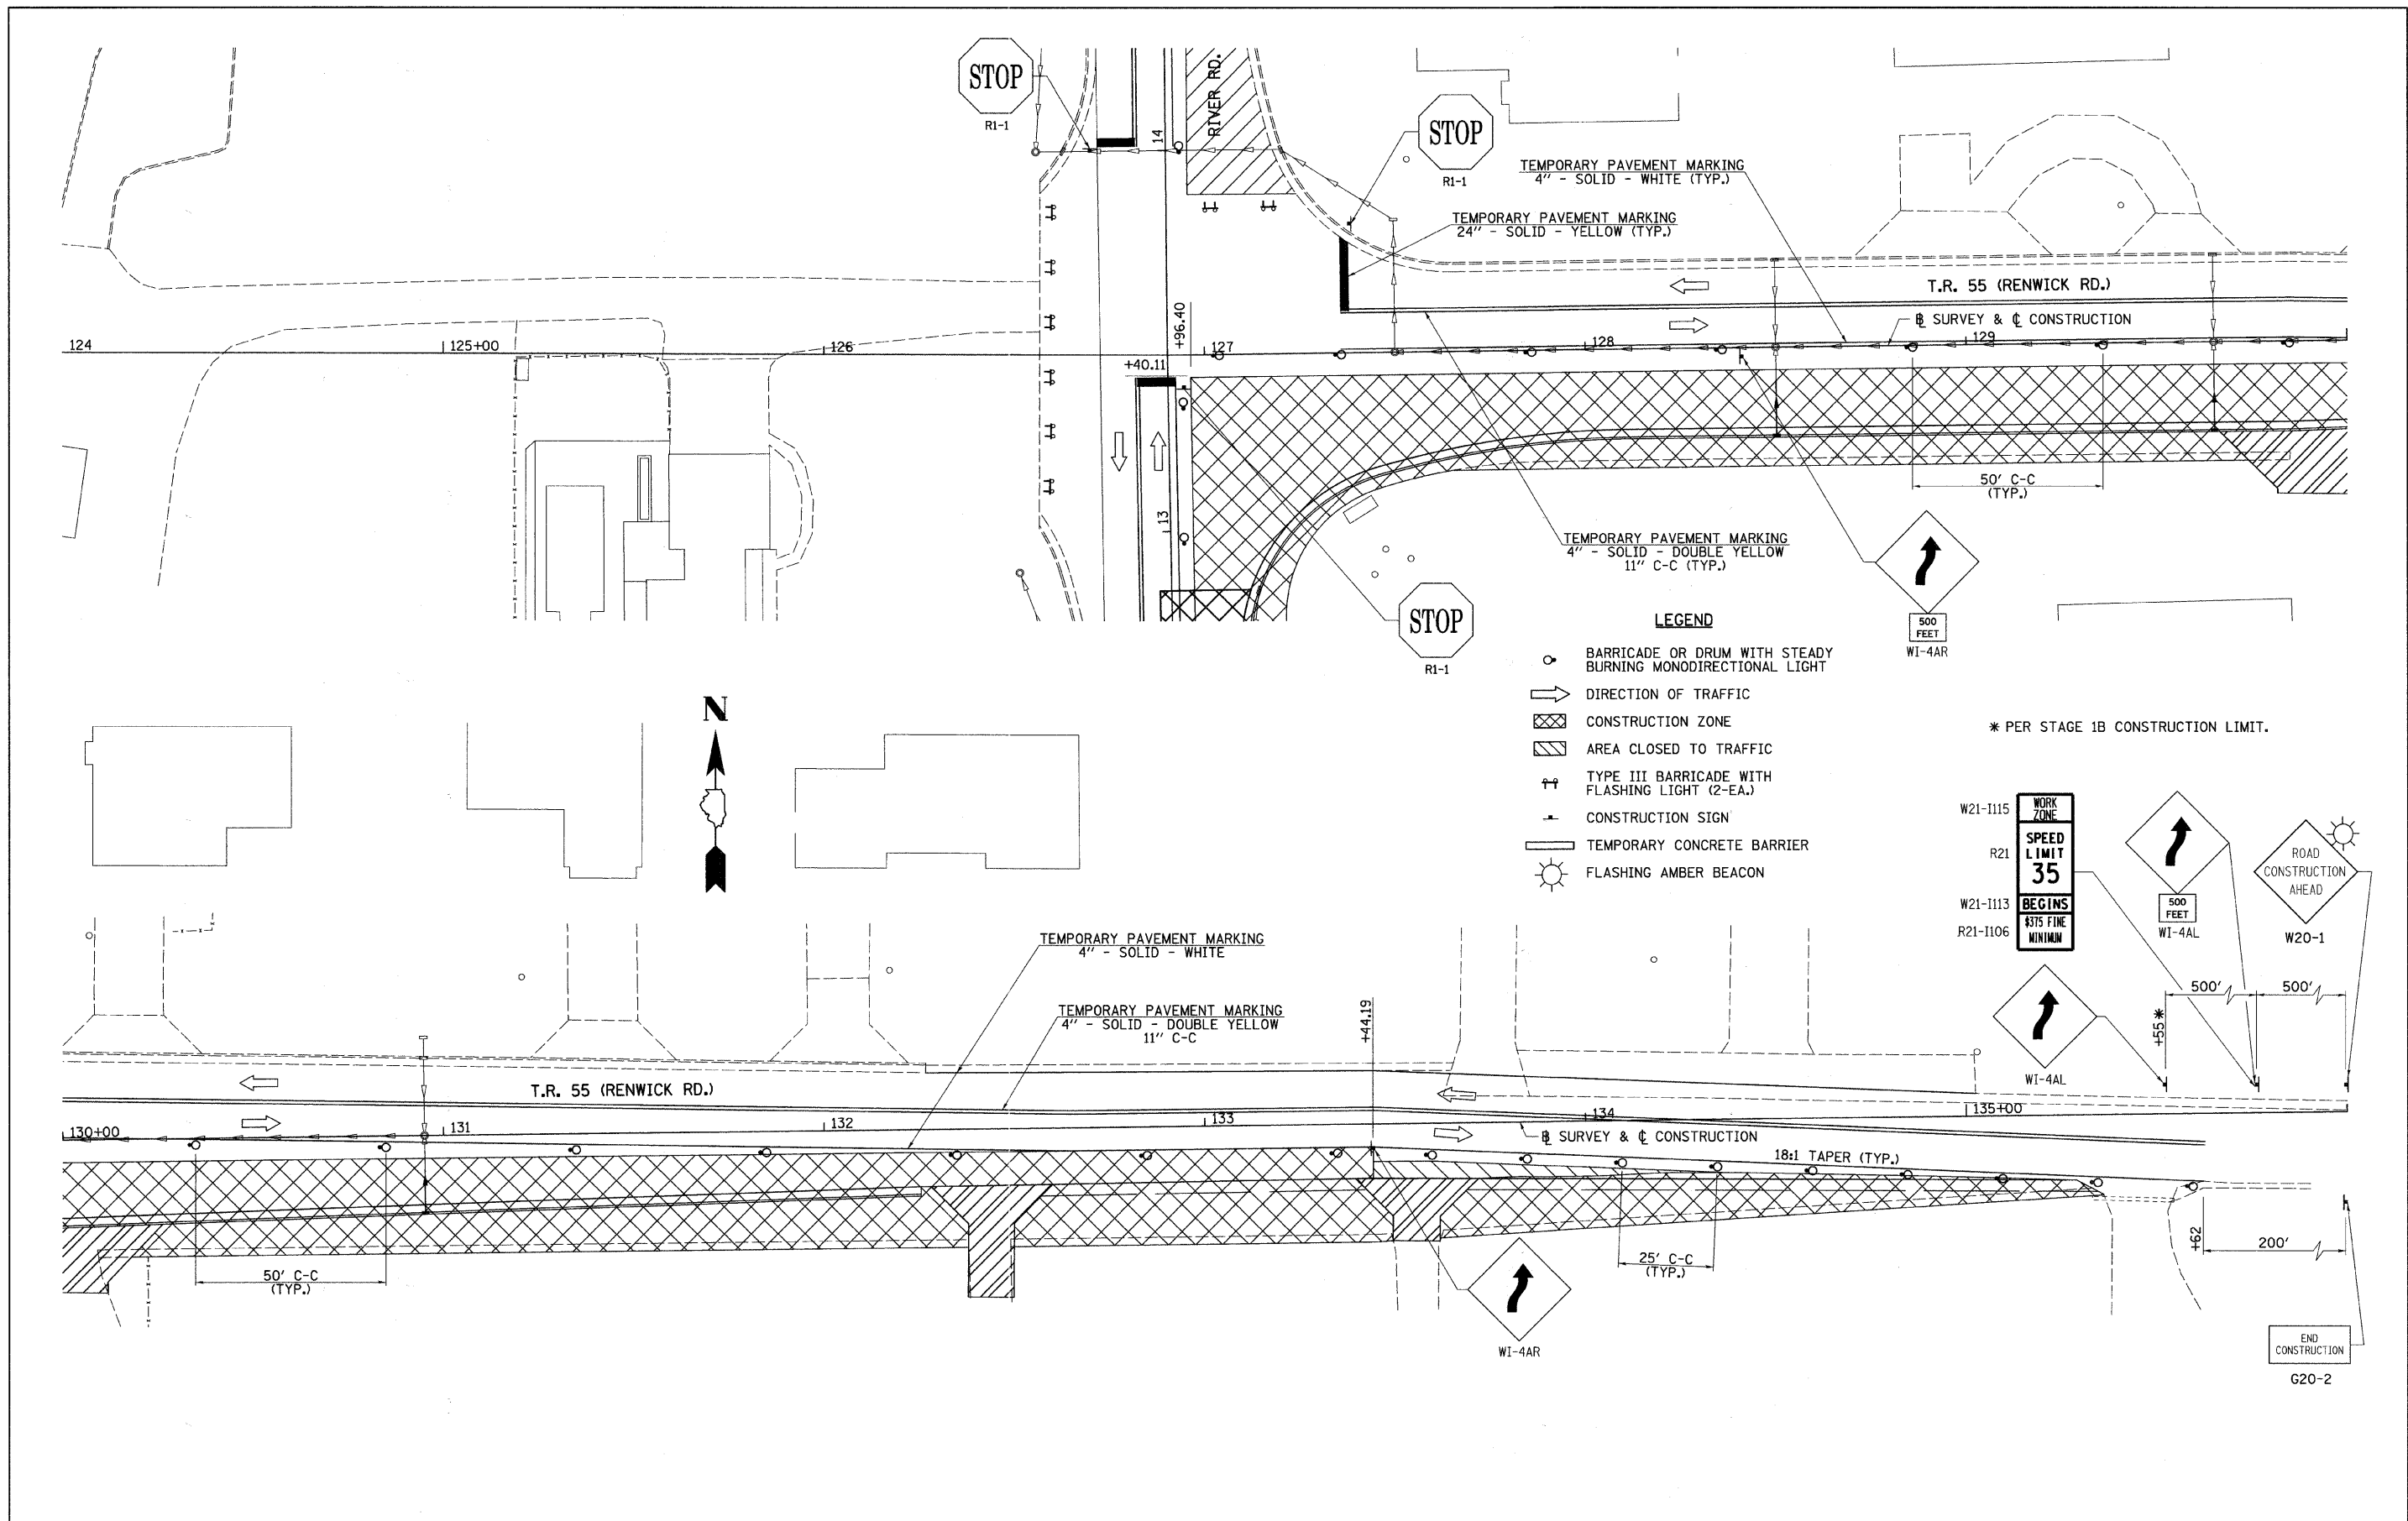 STOP
R1-1
14
RIVER RD.
STOP
R1-1
TEMPORARY PAVEMENT MARKING
4" - SOLID - WHITE (TYP.)
TEMPORARY PAVEMENT MARKING
24" - SOLID - YELLOW (TYP.)
T.R. 55 (RENWICK RD.)
B SURVEY & C CONSTRUCTION
124
125+00
126
+96.40
127
128
129
+40.11
13
50' C-C
(TYP.)
TEMPORARY PAVEMENT MARKING
4" - SOLID - DOUBLE YELLOW
11" C-C (TYP.)
STOP
R1-1
500
FEET
WI-4AR
LEGEND
BARRICADE OR DRUM WITH STEADY
BURNING MONODIRECTIONAL LIGHT
DIRECTION OF TRAFFIC
CONSTRUCTION ZONE
AREA CLOSED TO TRAFFIC
TYPE III BARRICADE WITH
FLASHING LIGHT (2-EA.)
CONSTRUCTION SIGN
TEMPORARY CONCRETE BARRIER
FLASHING AMBER BEACON
N
* PER STAGE 1B CONSTRUCTION LIMIT.
W21-I115
WORK
ZONE
R21
SPEED
LIMIT
35
W21-I113
BEGINS
R21-I106
$375 FINE
MINIMUM
500
FEET
WI-4AL
ROAD
CONSTRUCTION
AHEAD
W20-1
500'
500'
+55*
WI-4AL
TEMPORARY PAVEMENT MARKING
4" - SOLID - WHITE
TEMPORARY PAVEMENT MARKING
4" - SOLID - DOUBLE YELLOW
11" C-C
+44.19
T.R. 55 (RENWICK RD.)
130+00
131
132
133
134
135+00
B SURVEY & C CONSTRUCTION
18:1 TAPER (TYP.)
50' C-C
(TYP.)
25' C-C
(TYP.)
+62
200'
WI-4AR
END
CONSTRUCTION
G20-2